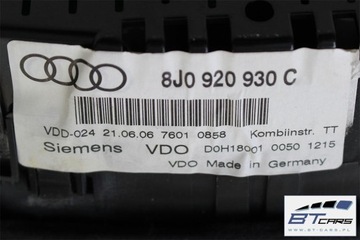 8J0 920 930 C
VDD-024 21.06.06 7601 0858 Kombiinstr. TT
Siemens VDO D0H18001 0050 1215
VDO Made in Germany
BT
CARS